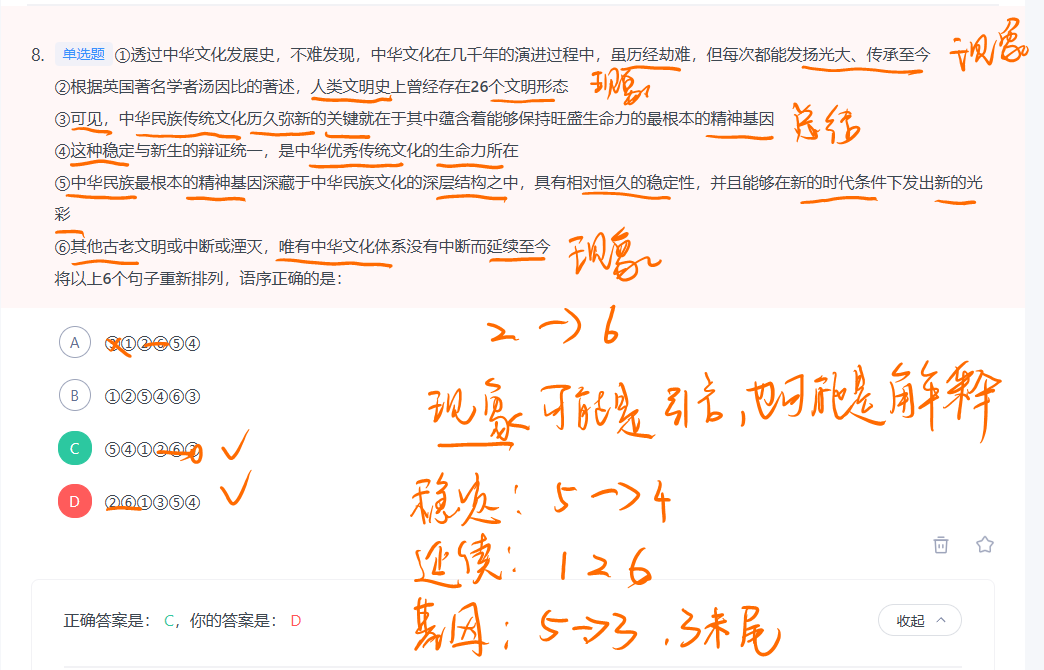 8. 单选题 ①透过中华文化发展史，不难发现，中华文化在几千年的演进过程中，虽历经劫难，但每次都能发扬光大、传承至今 现象
②根据英国著名学者汤因比的著述，人类文明史上曾经存在26个文明形态 现象
③可见，中华民族传统文化历久弥新的关键就在于其中蕴含着能够保持旺盛生命力的最根本的精神基因 总结
④这种稳定与新生的辩证统一，是中华优秀传统文化的生命力所在
⑤中华民族最根本的精神基因深藏于中华民族文化的深层结构之中，具有相对恒久的稳定性，并且能够在新的时代条件下发出新的光
彩
⑥其他古老文明或中断或湮灭，唯有中华文化体系没有中断而延续至今 现象
将以上6个句子重新排列，语序正确的是：
2 → 6
A ③①②⑥⑤④
B ①②⑤④⑥③
现象可能是引言，也可能是解释
C ⑤④①②⑥③
D ②⑥①③⑤④
稳定：5 → 4
延续：1 2 6
基因：5→3 . 3末尾
正确答案是： C，你的答案是： D
收起